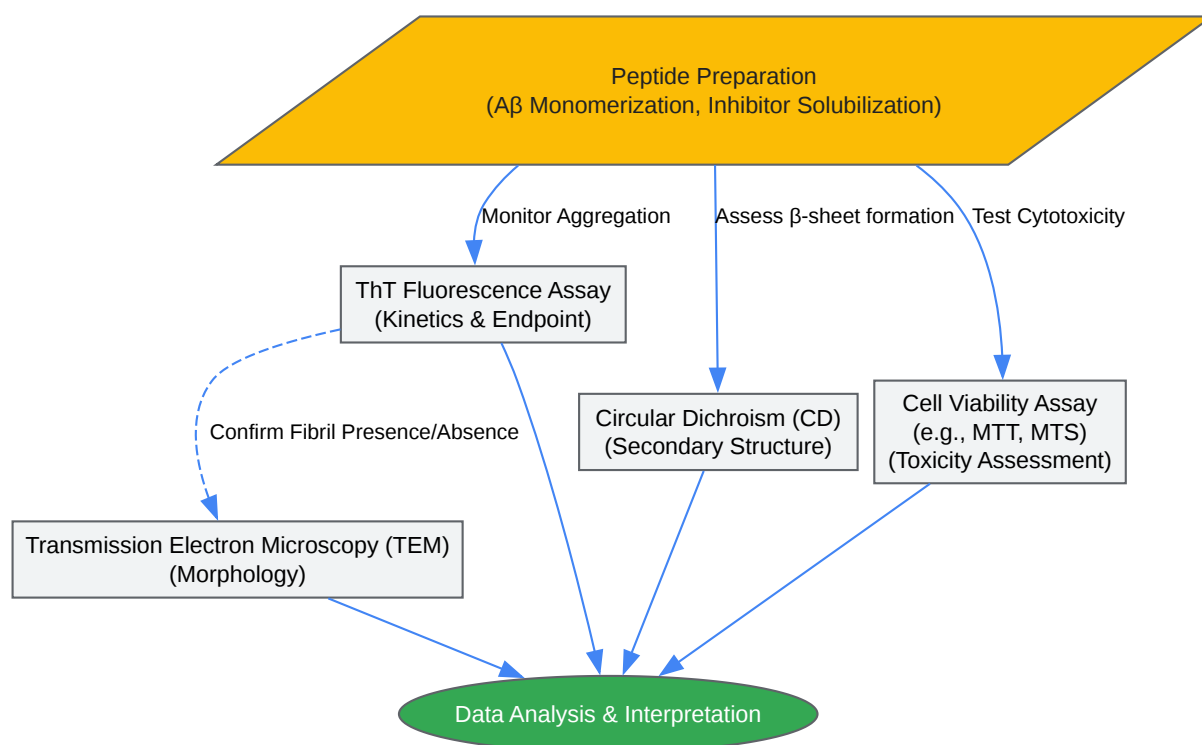 Peptide Preparation
(Aβ Monomerization, Inhibitor Solubilization)
Monitor Aggregation
Assess β-sheet formation
Test Cytotoxicity
ThT Fluorescence Assay
(Kinetics & Endpoint)
Circular Dichroism (CD)
(Secondary Structure)
Cell Viability Assay
(e.g., MTT, MTS)
(Toxicity Assessment)
Confirm Fibril Presence/Absence
Transmission Electron Microscopy (TEM)
(Morphology)
Data Analysis & Interpretation